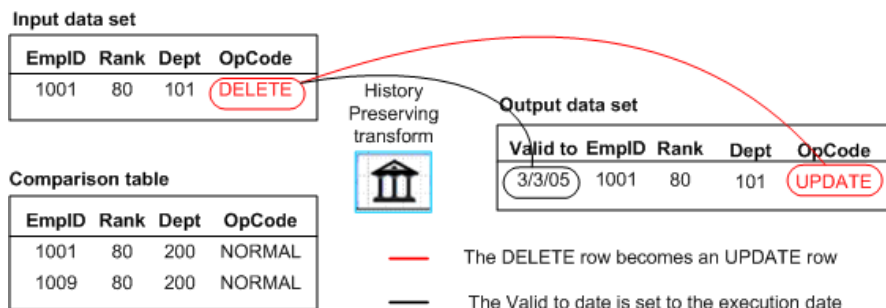 Input data set
EmpID Rank Dept OpCode
1001 80 101 DELETE
History
Preserving
transform
Output data set
Valid to EmpID Rank Dept OpCode
3/3/05 1001 80 101 UPDATE
Comparison table
EmpID Rank Dept OpCode
1001 80 200 NORMAL
1009 80 200 NORMAL
The DELETE row becomes an UPDATE row
The Valid to date is set to the execution date